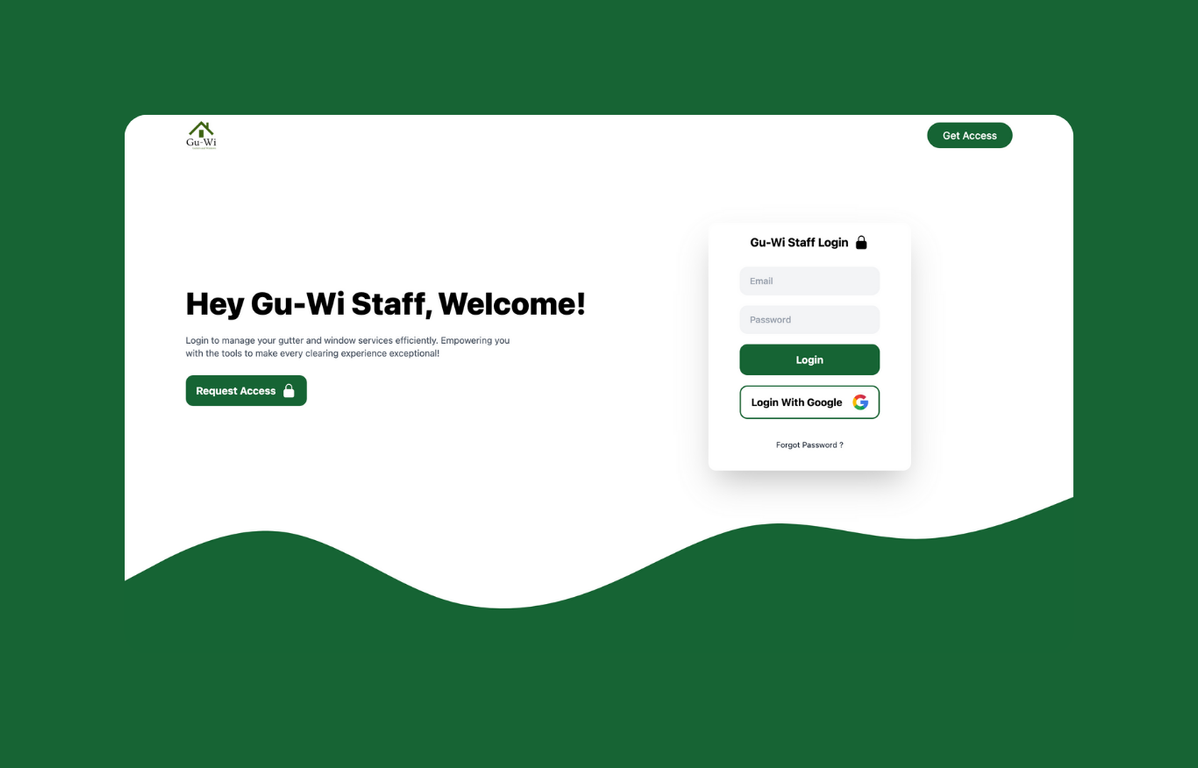 Gu-Wi
Get Access
Hey Gu-Wi Staff, Welcome!
Login to manage your gutter and window services efficiently. Empowering you
with the tools to make every clearing experience exceptional!
Request Access
Gu-Wi Staff Login
Email
Password
Login
Login With Google
Forgot Password ?